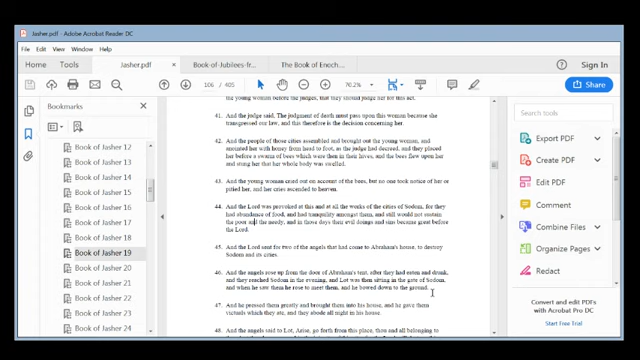 Jasher.pdf - Adobe Acrobat Reader DC
File Edit View Window Help
Home Tools Jasher.pdf × Book-of-Jubilees-fr... The Book of Enoch... Sign In
106 / 405 70.2% Share
Bookmarks ×
Book of Jasher 12
Book of Jasher 13
Book of Jasher 14
Book of Jasher 15
Book of Jasher 16
Book of Jasher 17
Book of Jasher 18
Book of Jasher 19
Book of Jasher 20
Book of Jasher 21
Book of Jasher 22
Book of Jasher 23
Book of Jasher 24
the young woman before the judges, that they should judge her for this act.
41. And the judge said, The judgment of death must pass upon this woman because she
transgressed our law, and this therefore is the decision concerning her.
42. And the people of those cities assembled and brought out the young woman, and
anointed her with honey from head to foot, as the judge had decreed, and they placed
her before a swarm of bees which were then in their hives, and the bees flew upon her
and stung her that her whole body was swelled.
43. And the young woman cried out on account of the bees, but no one took notice of her or
pitied her, and her cries ascended to heaven.
44. And the Lord was provoked at this and at all the works of the cities of Sodom, for they
had abundance of food, and had tranquility amongst them, and still would not sustain
the poor and the needy, and in those days their evil doings and sins became great before
the Lord.
45. And the Lord sent for two of the angels that had come to Abraham's house, to destroy
Sodom and its cities.
46. And the angels rose up from the door of Abraham's tent, after they had eaten and drunk,
and they reached Sodom in the evening, and Lot was then sitting in the gate of Sodom,
and when he saw them he rose to meet them, and he bowed down to the ground.
47. And he pressed them greatly and brought them into his house, and he gave them
victuals which they ate, and they abode all night in his house.
48. And the angels said to Lot, Arise, go forth from this place, thou and all belonging to
Search tools
Export PDF
Create PDF
Edit PDF
Comment
Combine Files
Organize Pages
Redact
Convert and edit PDFs
with Acrobat Pro DC
Start Free Trial